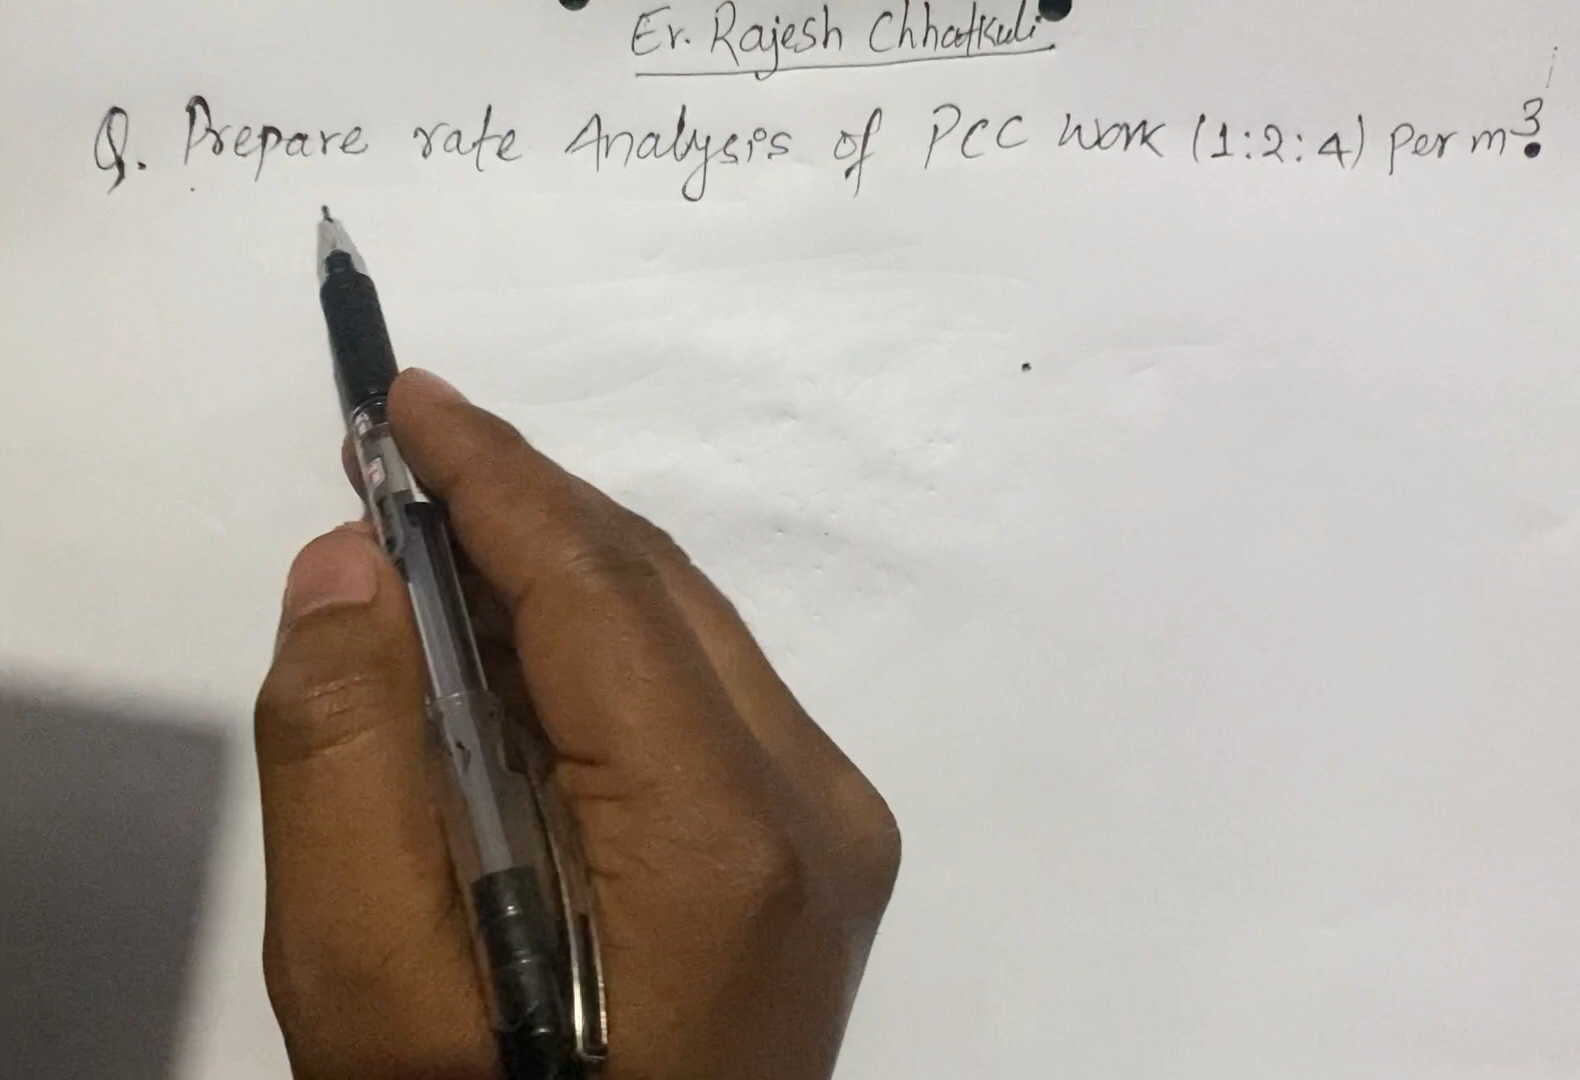 Er. Rajesh Chhatkuli
Q. Prepare rate Analysis of PCC work (1:2:4) per m³.